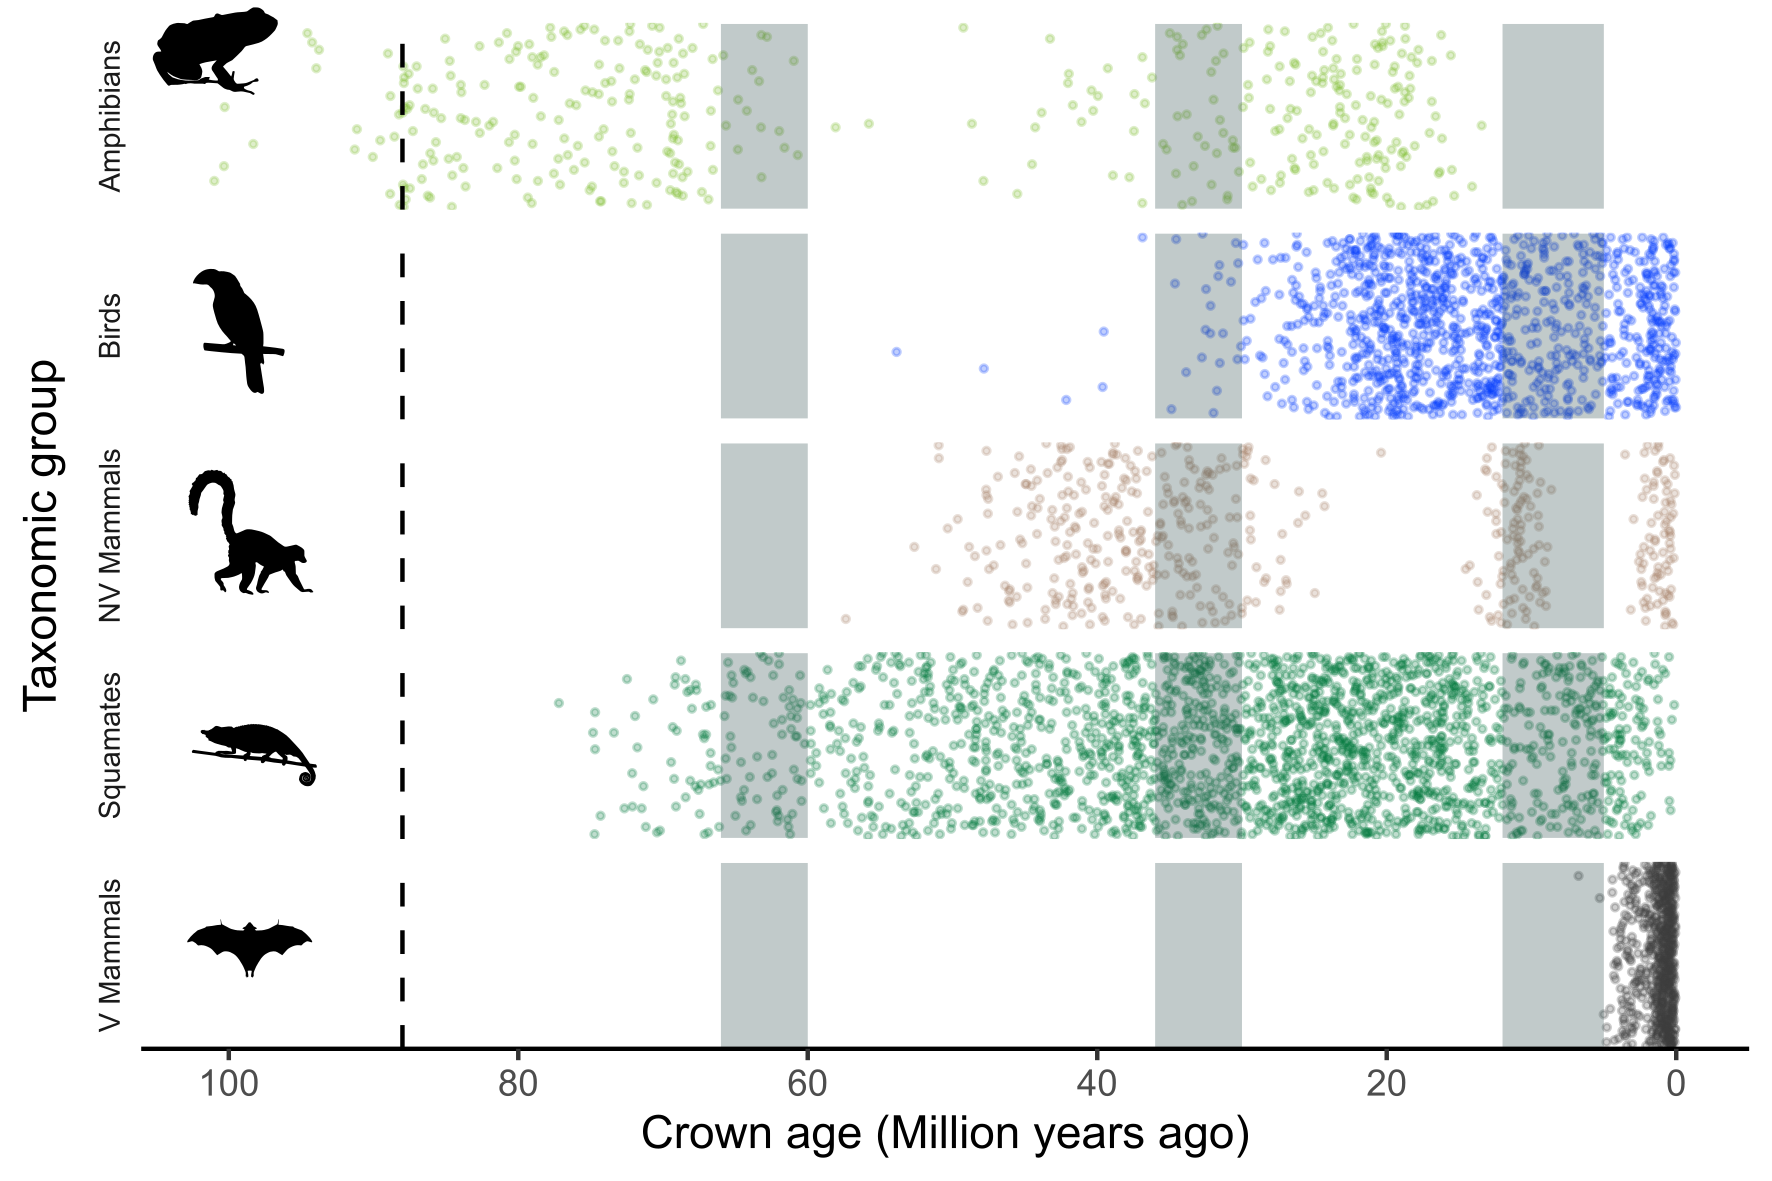 Taxonomic group
Amphibians
Birds
NV Mammals
Squamates
V Mammals
100 80 60 40 20 0
Crown age (Million years ago)